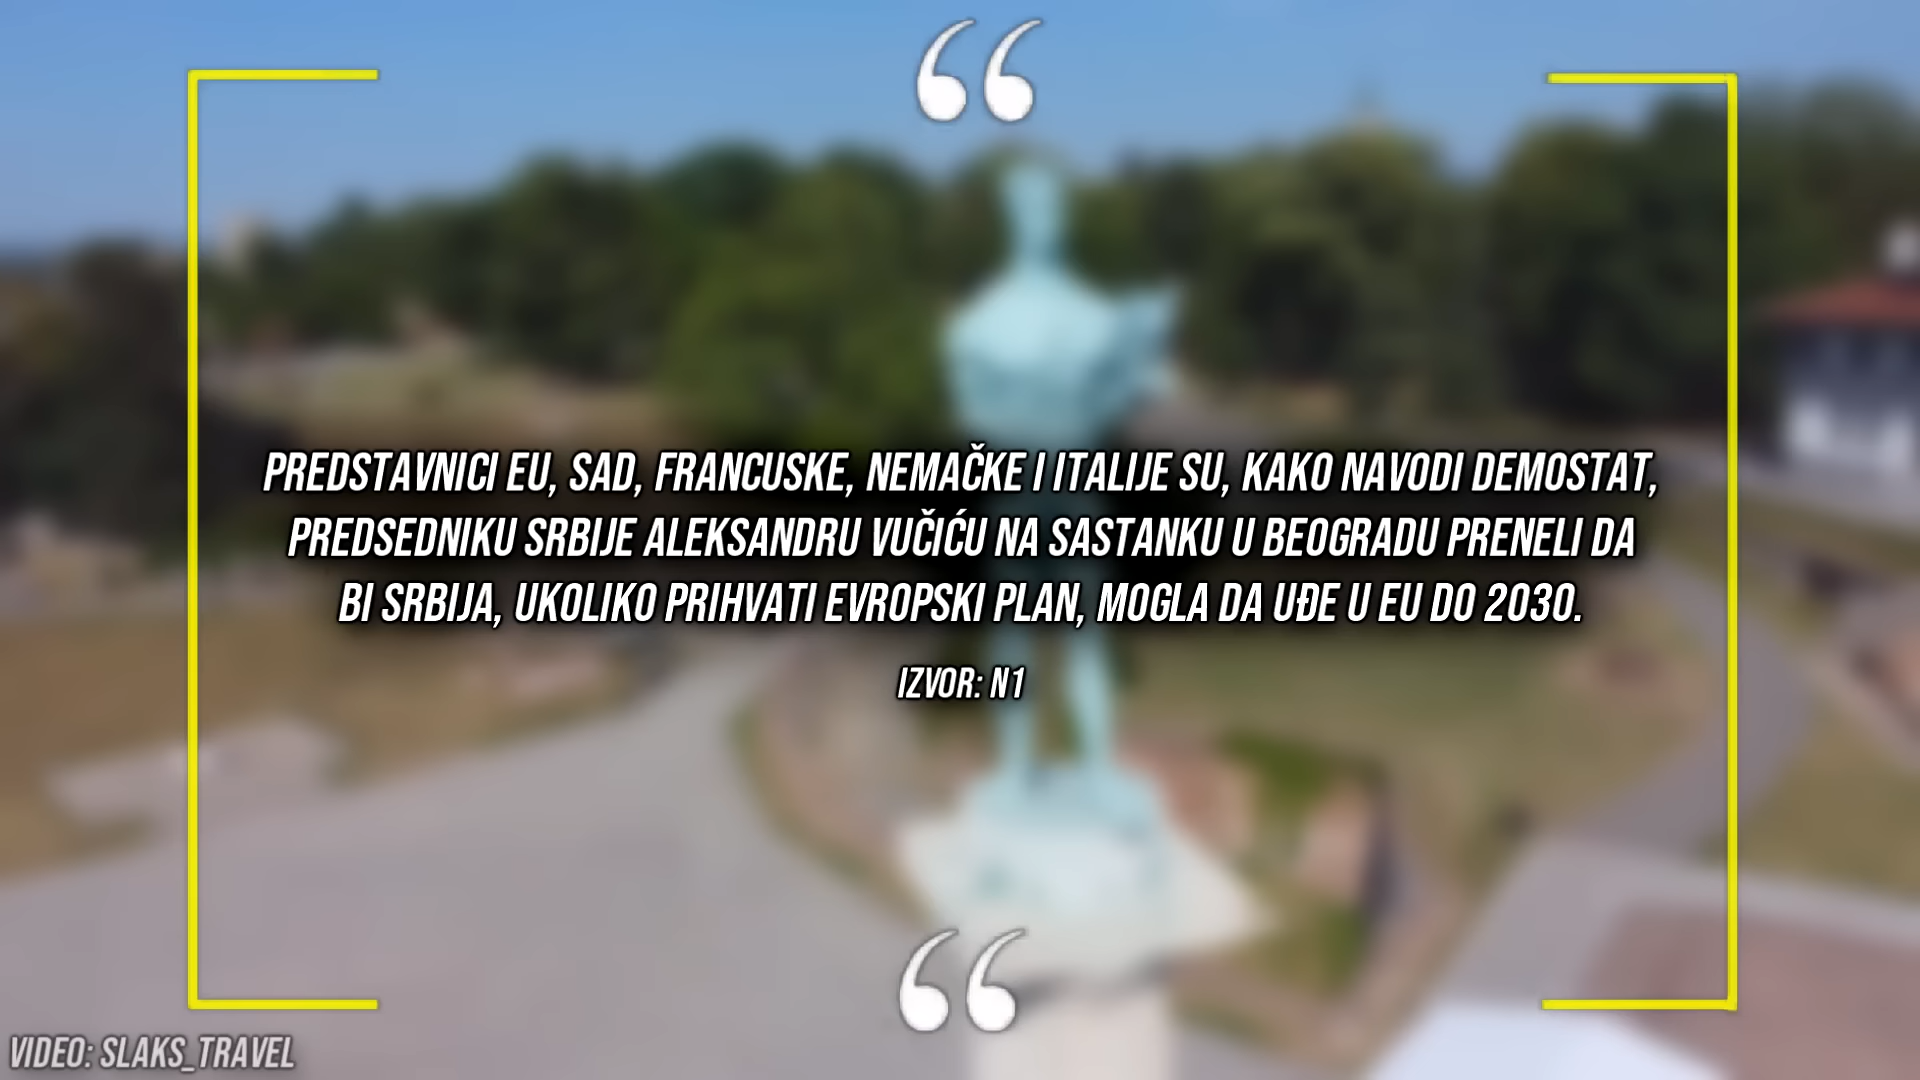 PREDSTAVNICI EU, SAD, FRANCUSKE, NEMAČKE I ITALIJE SU, KAKO NAVODI DEMOSTAT,
PREDSEDNIKU SRBIJE ALEKSANDRU VUČIĆU NA SASTANKU U BEOGRADU PRENELI DA
BI SRBIJA, UKOLIKO PRIHVATI EVROPSKI PLAN, MOGLA DA UĐE U EU DO 2030.
IZVOR: N1
VIDEO: SLAKS_TRAVEL